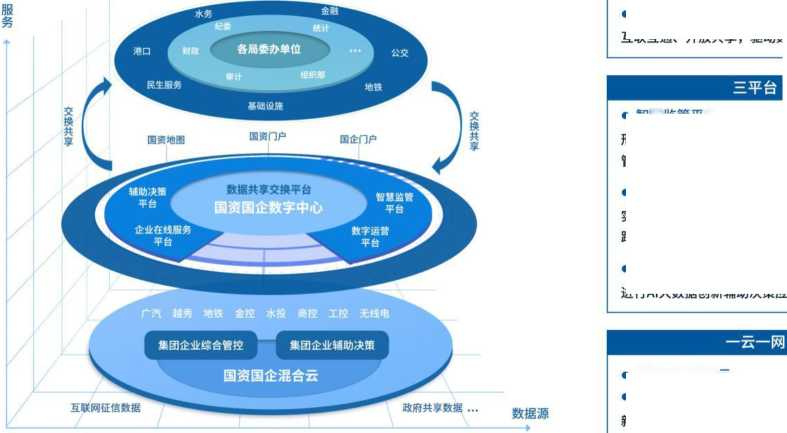 服务
水务
金融
纪委
统计
港口
财政
各局委办单位
...
公交
审计
组织部
民生服务
地铁
基础设施
交换共享
交换共享
国资地图
国资门户
国企门户
辅助决策
平台
数据共享交换平台
国资国企数字中心
智慧监管
平台
企业在线服务
平台
数字运营
平台
广汽 越秀 地铁 金控 水投 商控 工控 无线电
集团企业综合管控
集团企业辅助决策
国资国企混合云
互联网征信数据
政府共享数据 ...
数据源
三平台
一云一网